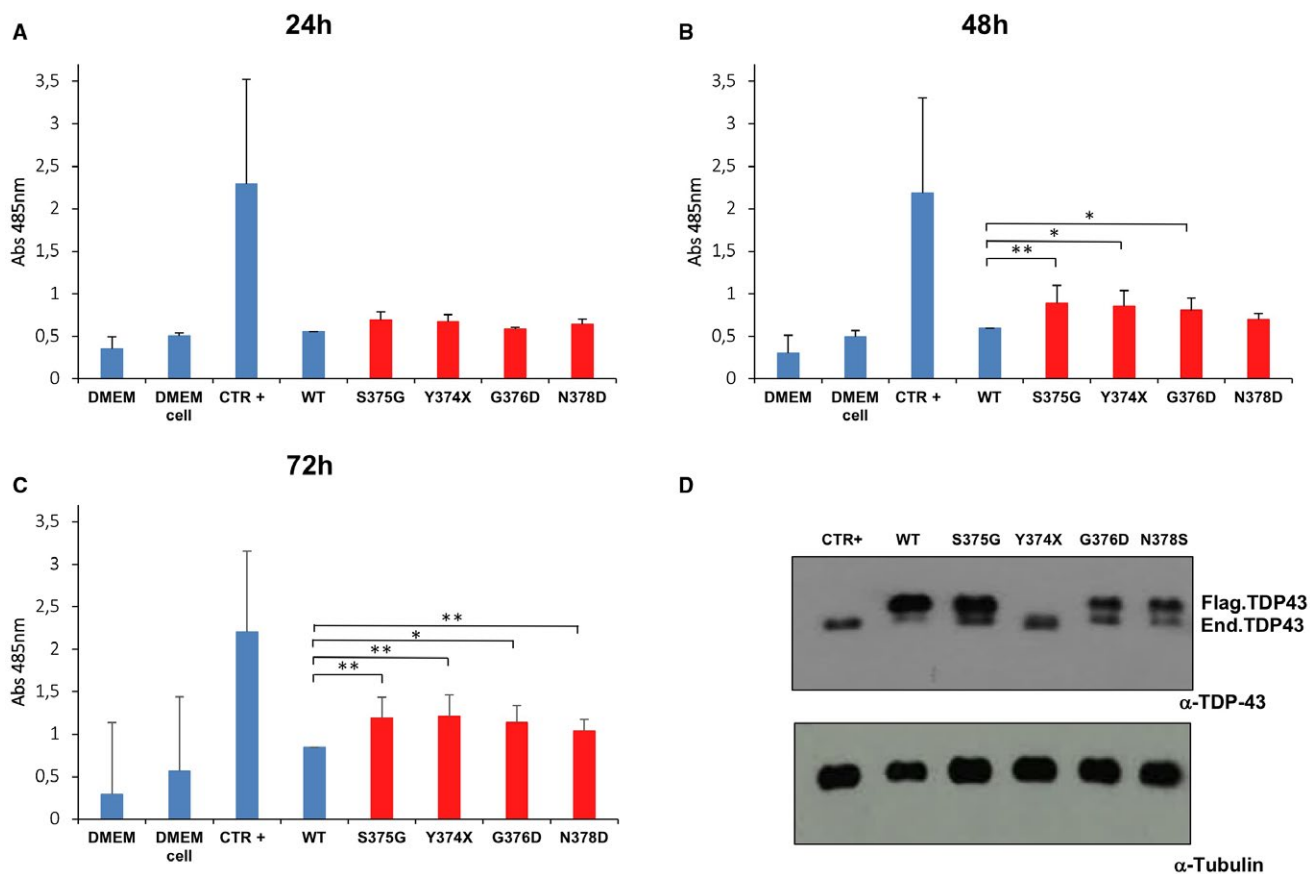 A
24h
3,5
3
2,5
2
1,5
1
0,5
0
Abs 485nm
DMEM DMEM cell CTR + WT S375G Y374X G376D N378D
B
48h
3,5
3
2,5
2
1,5
1
0,5
0
Abs 485nm
*
*
**
DMEM DMEM cell CTR + WT S375G Y374X G376D N378D
C
72h
3,5
3
2,5
2
1,5
1
0,5
0
Abs 485nm
**
*
**
**
DMEM DMEM cell CTR + WT S375G Y374X G376D N378D
D
CTR+ WT S375G Y374X G376D N378S
Flag.TDP43
End.TDP43
α-TDP-43
α-Tubulin